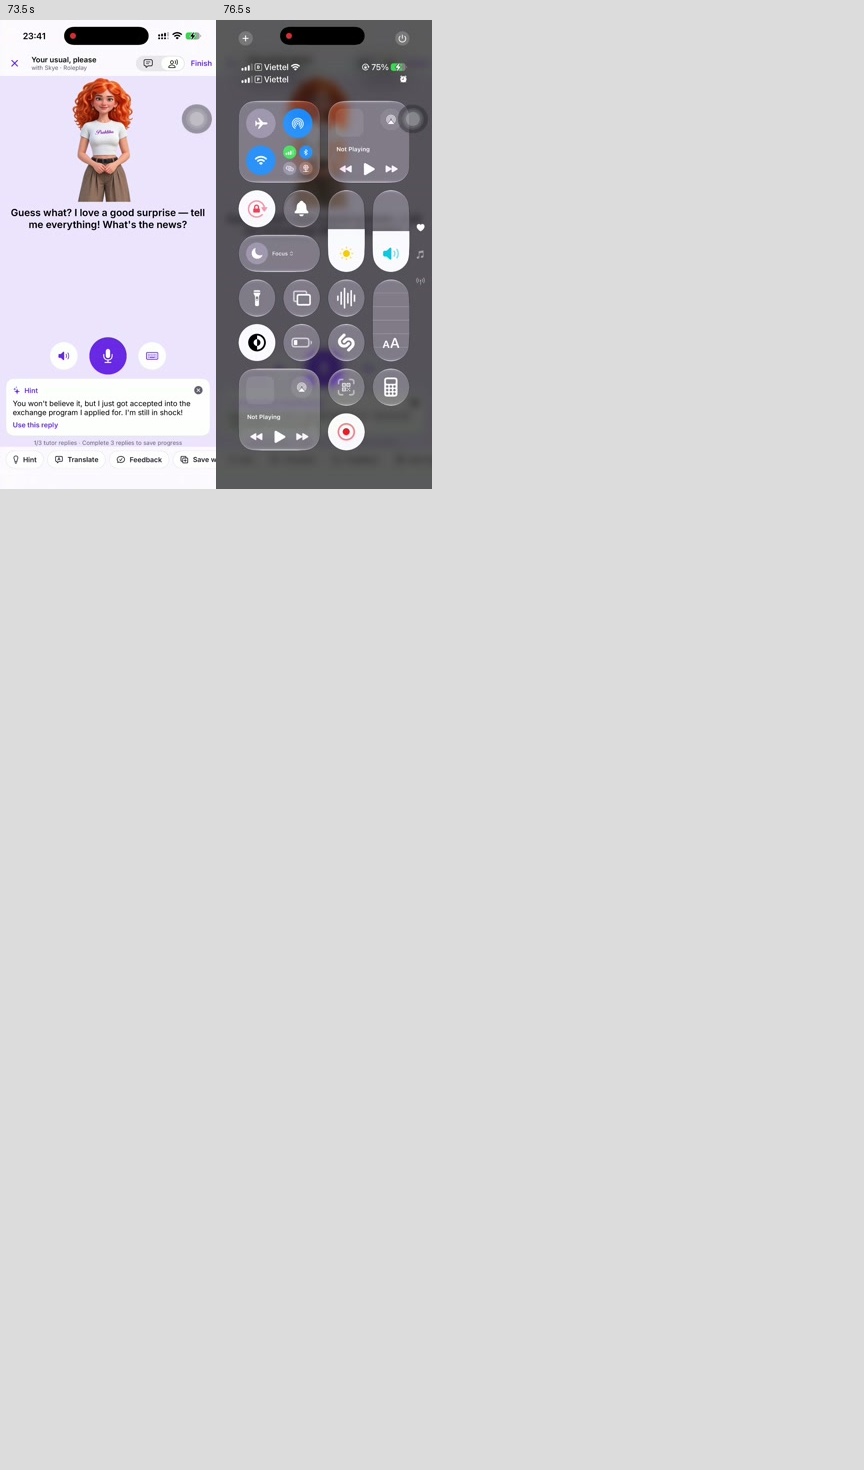 73.5 s
23:41
Your usual, please
with Skye · Roleplay
Finish
Guess what? I love a good surprise — tell
me everything! What's the news?
Hint
You won't believe it, but I just got accepted into the
exchange program I applied for. I'm still in shock!
Use this reply
1/3 tutor replies · Complete 3 replies to save progress
Hint
Translate
Feedback
Save w
76.5 s
Viettel
75%
P Viettel
Not Playing
Focus
AA
Not Playing